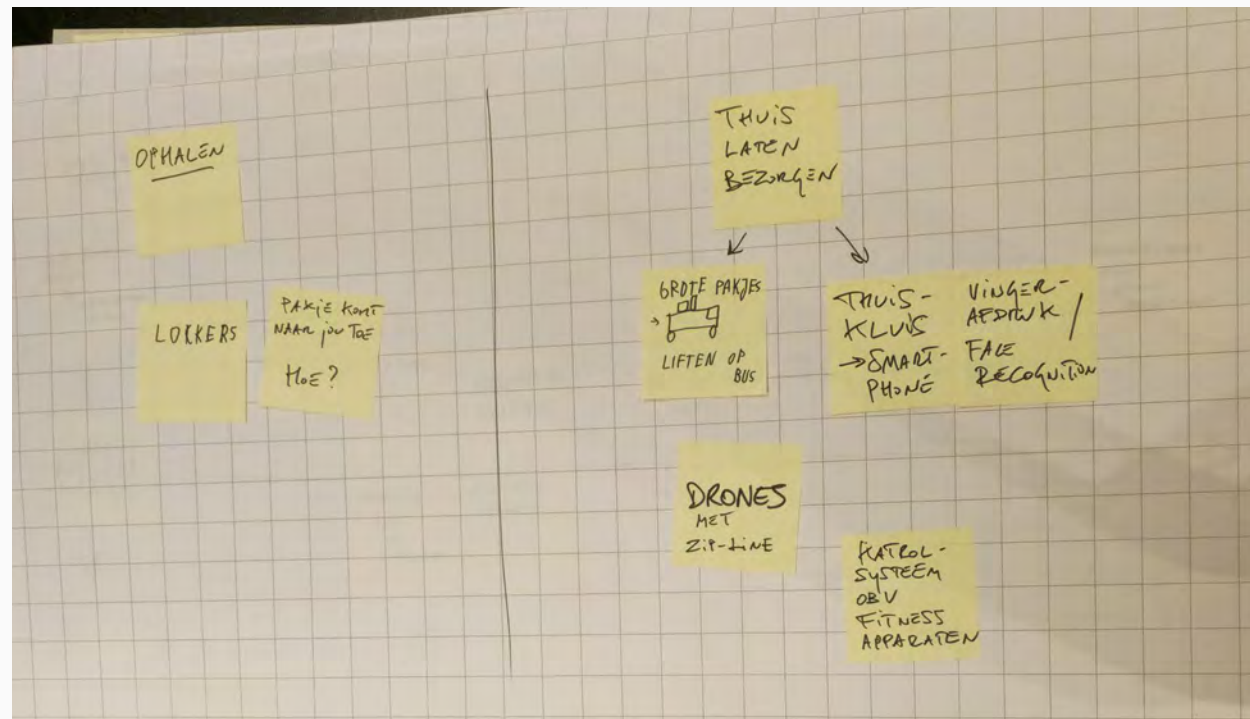 OPHALEN
LOKKERS
PAKJE KOMT
NAAR JOU TOE
HOE?
THUIS
LATEN
BEZORGEN
GROTE PAKJES
LIFTEN OP
BUS
THUIS-
KLUIS
→ SMART-
PHONE
VINGER-
AFDRUK /
FACE
RECOGNITION
DRONES
MET
ZIP-LINE
KATROL-
SYSTEEM
OBV
FITNESS
APPARATEN